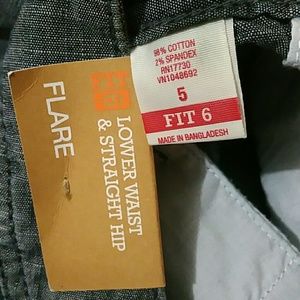 98% COTTON
2% SPANDEX
RN17730
VN1048692
5
FIT 6
MADE IN BANGLADESH
LOWER WAIST
& STRAIGHT HIP
FLARE